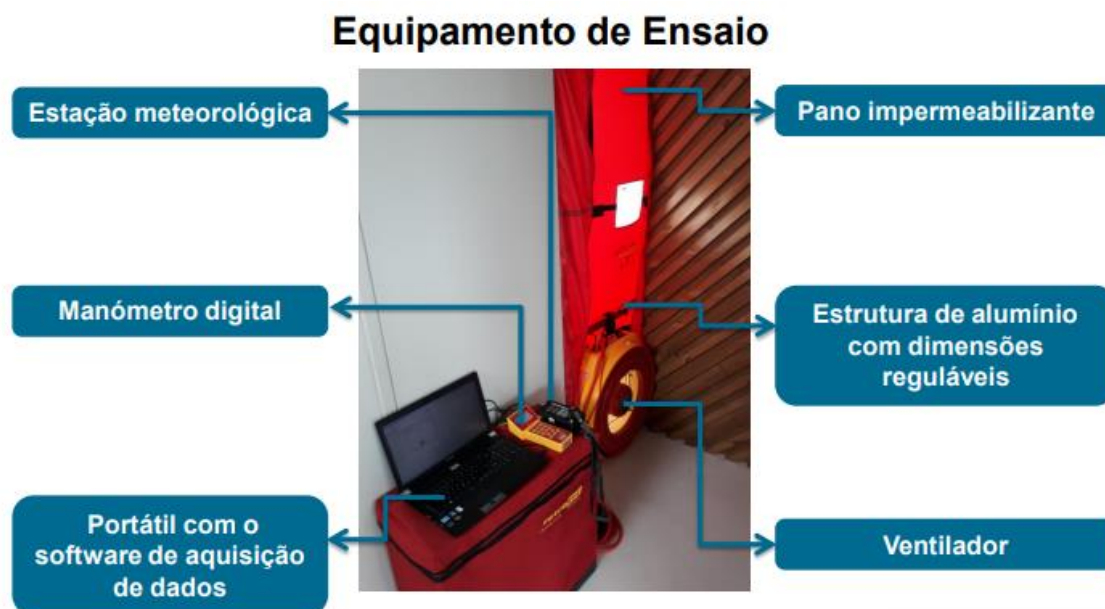 Equipamento de Ensaio
Estação meteorológica
Pano impermeabilizante
Manómetro digital
Estrutura de alumínio
com dimensões
reguláveis
Portátil com o
software de aquisição
de dados
Ventilador